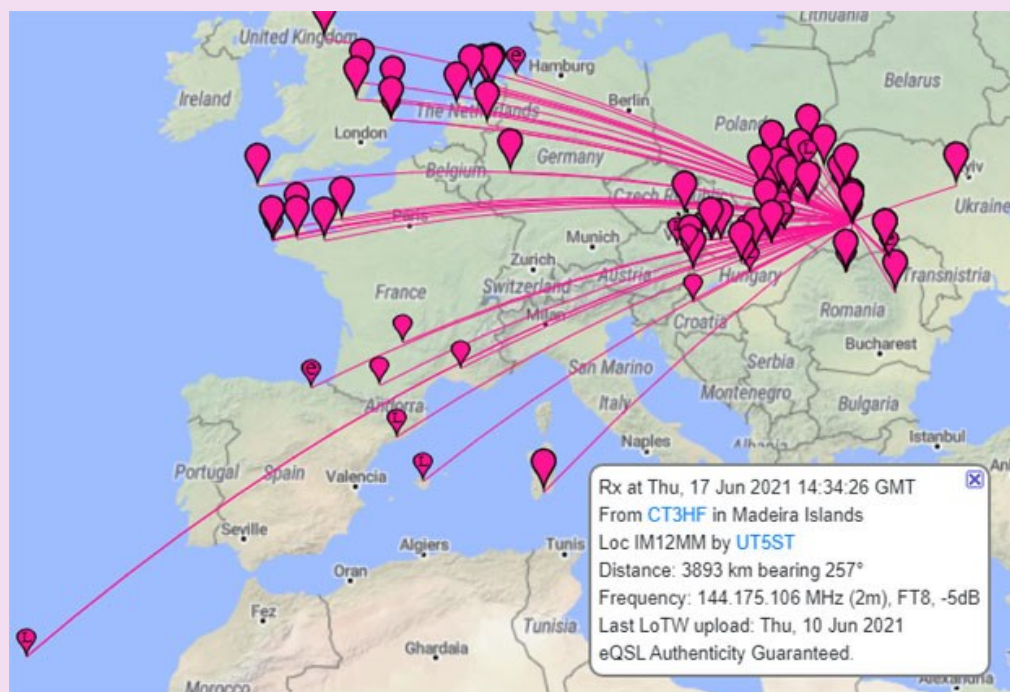 Lithuania
United Kingdom
Hamburg
Belarus
Ireland
Berlin
The Netherlands
Poland
London
Belgium
Germany
Czech Republic
Ukraine
Paris
Munich
Zurich
Austria
Hungary
Transnistria
France
Switzerland
Milan
Romania
Croatia
Bucharest
San Marino
Serbia
Andorra
Italy
Montenegro
Bulgaria
Portugal
Spain
Valencia
Naples
Istanbul
Seville
Algiers
Tunis
Oran
Fez
Ghardaia
Tunisia
Morocco
Rx at Thu, 17 Jun 2021 14:34:26 GMT
From CT3HF in Madeira Islands
Loc IM12MM by UT5ST
Distance: 3893 km bearing 257°
Frequency: 144.175.106 MHz (2m), FT8, -5dB
Last LoTW upload: Thu, 10 Jun 2021
eQSL Authenticity Guaranteed.